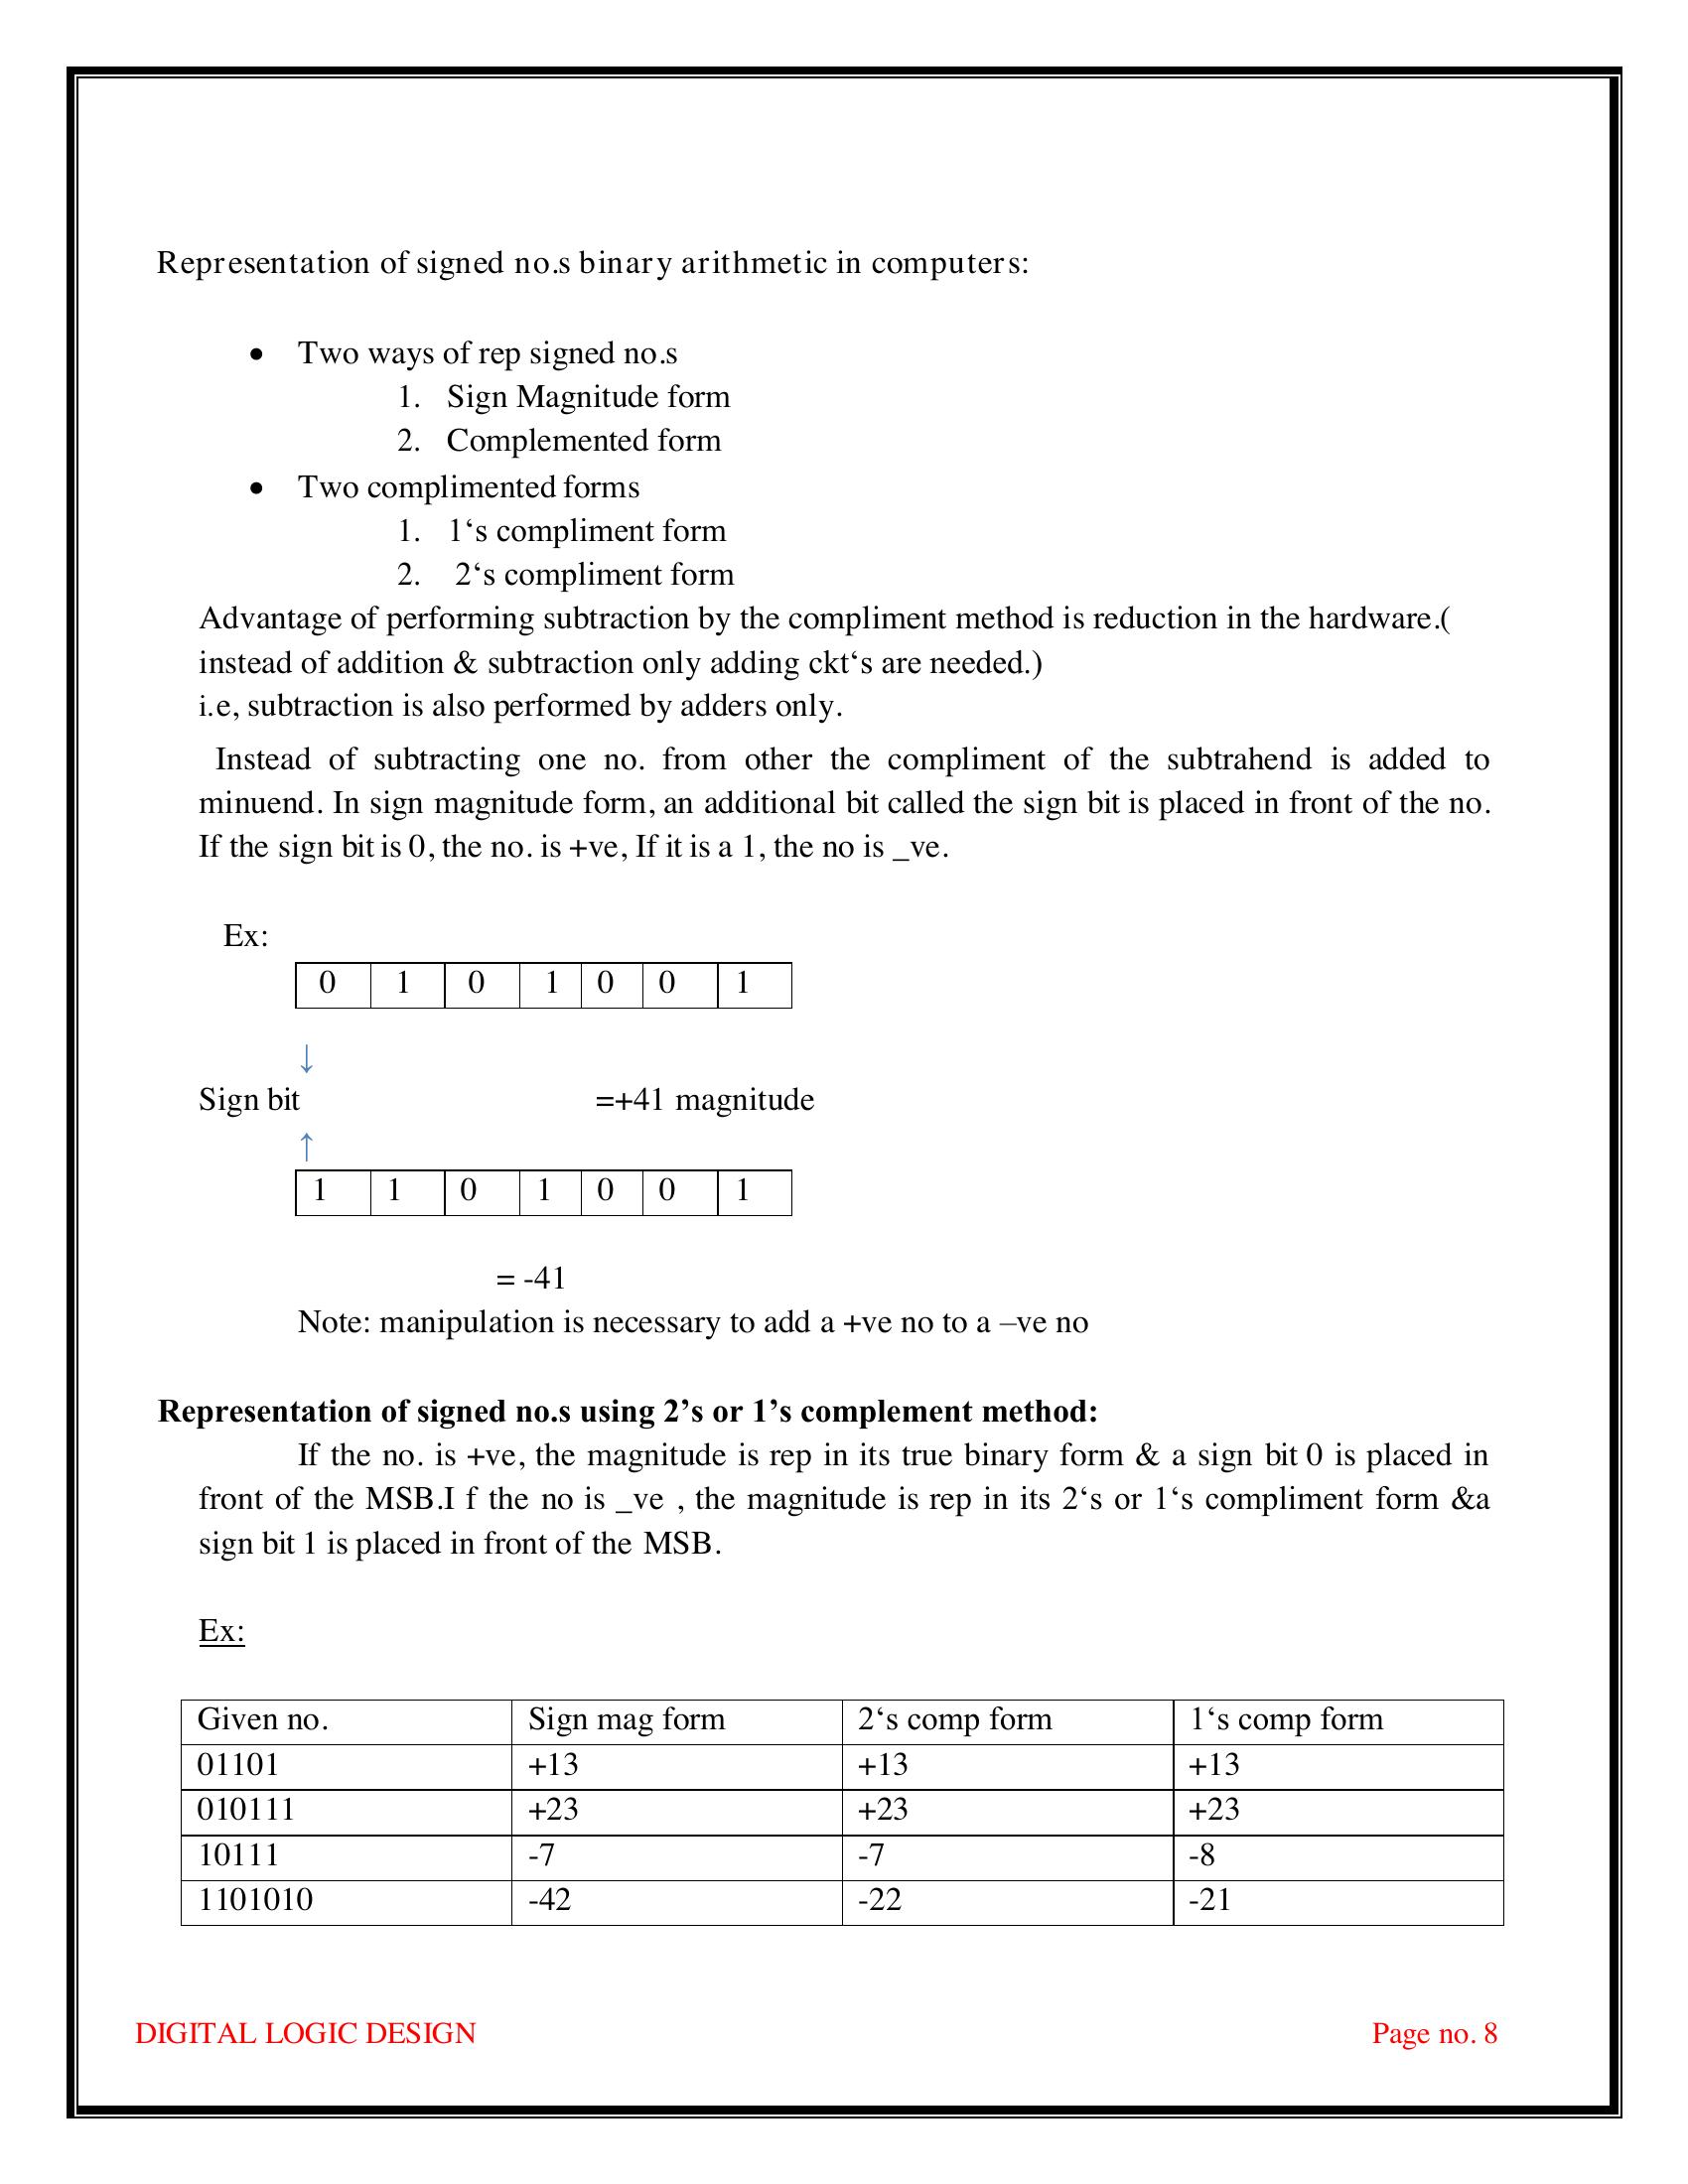 Representation of signed no.s binary arithmetic in computers:
• Two ways of rep signed no.s
1. Sign Magnitude form
2. Complemented form
• Two complimented forms
1. 1‘s compliment form
2. 2‘s compliment form
Advantage of performing subtraction by the compliment method is reduction in the hardware.(
instead of addition & subtraction only adding ckt‘s are needed.)
i.e, subtraction is also performed by adders only.
Instead of subtracting one no. from other the compliment of the subtrahend is added to
minuend. In sign magnitude form, an additional bit called the sign bit is placed in front of the no.
If the sign bit is 0, the no. is +ve, If it is a 1, the no is _ve.
Ex:
0 1 0 1 0 0 1
↓
Sign bit =+41 magnitude
↑
1 1 0 1 0 0 1
= -41
Note: manipulation is necessary to add a +ve no to a –ve no
Representation of signed no.s using 2’s or 1’s complement method:
If the no. is +ve, the magnitude is rep in its true binary form & a sign bit 0 is placed in
front of the MSB.I f the no is _ve , the magnitude is rep in its 2‘s or 1‘s compliment form &a
sign bit 1 is placed in front of the MSB.
Ex:
Given no. Sign mag form 2‘s comp form 1‘s comp form
01101 +13 +13 +13
010111 +23 +23 +23
10111 -7 -7 -8
1101010 -42 -22 -21
DIGITAL LOGIC DESIGN Page no. 8